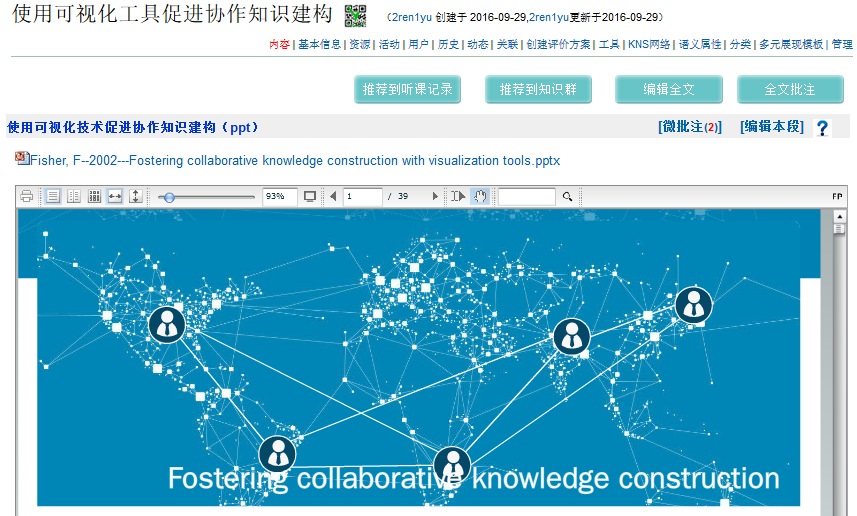 使用可视化工具促进协作知识建构 （2ren1yu 创建于 2016-09-29,2ren1yu更新于2016-09-29）
内容 | 基本信息 | 资源 | 活动 | 用户 | 历史 | 动态 | 关联 | 创建评价方案 | 工具 | KNS网络 | 语义属性 | 分类 | 多元展现模板 | 管理
推荐到听课记录 推荐到知识群 编辑全文 全文批注
使用可视化技术促进协作知识建构（ppt） [微批注(2)] [编辑本段] ?
Fisher, F--2002---Fostering collaborative knowledge construction with visualization tools.pptx
93% 1 / 39 FP
Fostering collaborative knowledge construction